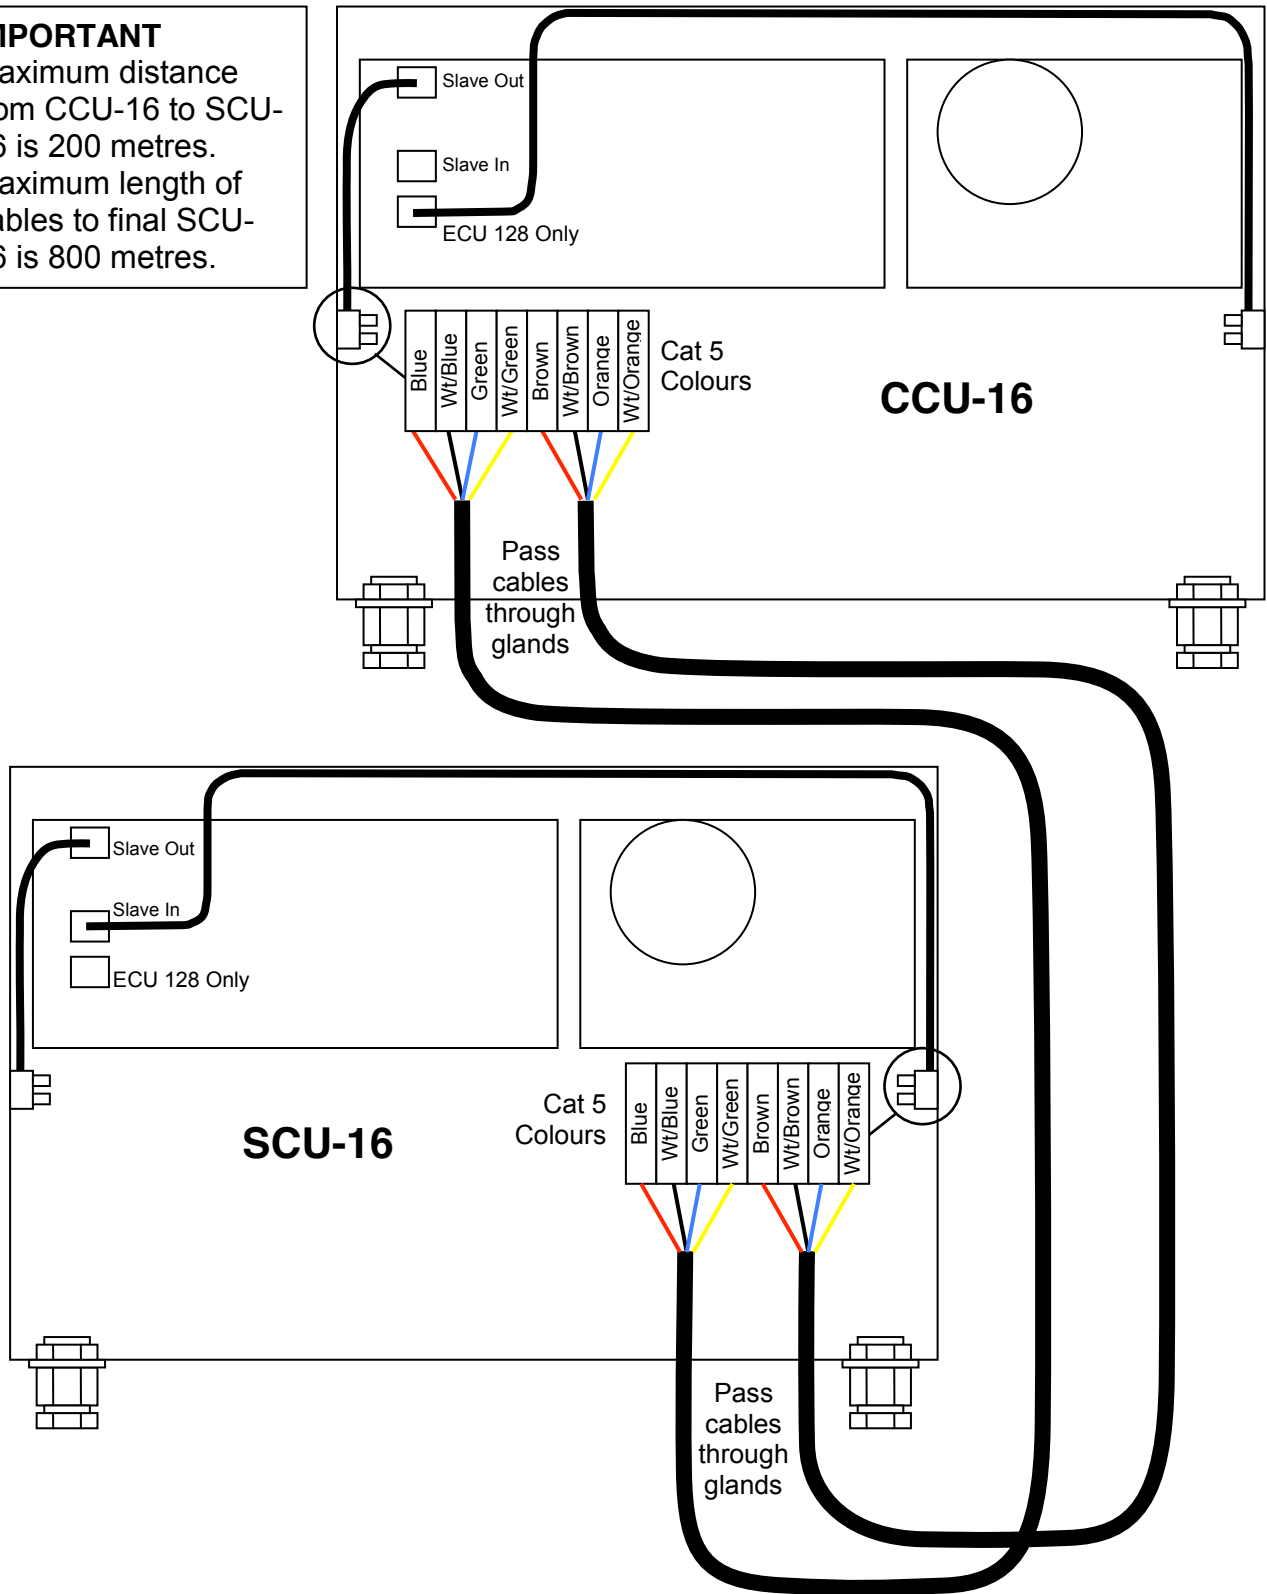 MPORTANT
aximum distance
om CCU-16 to SCU-
6 is 200 metres.
aximum length of
ables to final SCU-
6 is 800 metres.
Slave Out
Slave In
ECU 128 Only
Blue
Wt/Blue
Green
Wt/Green
Brown
Wt/Brown
Orange
Wt/Orange
Cat 5
Colours
CCU-16
Pass
cables
through
glands
Slave Out
Slave In
ECU 128 Only
Cat 5
Colours
Blue
Wt/Blue
Green
Wt/Green
Brown
Wt/Brown
Orange
Wt/Orange
SCU-16
Pass
cables
through
glands